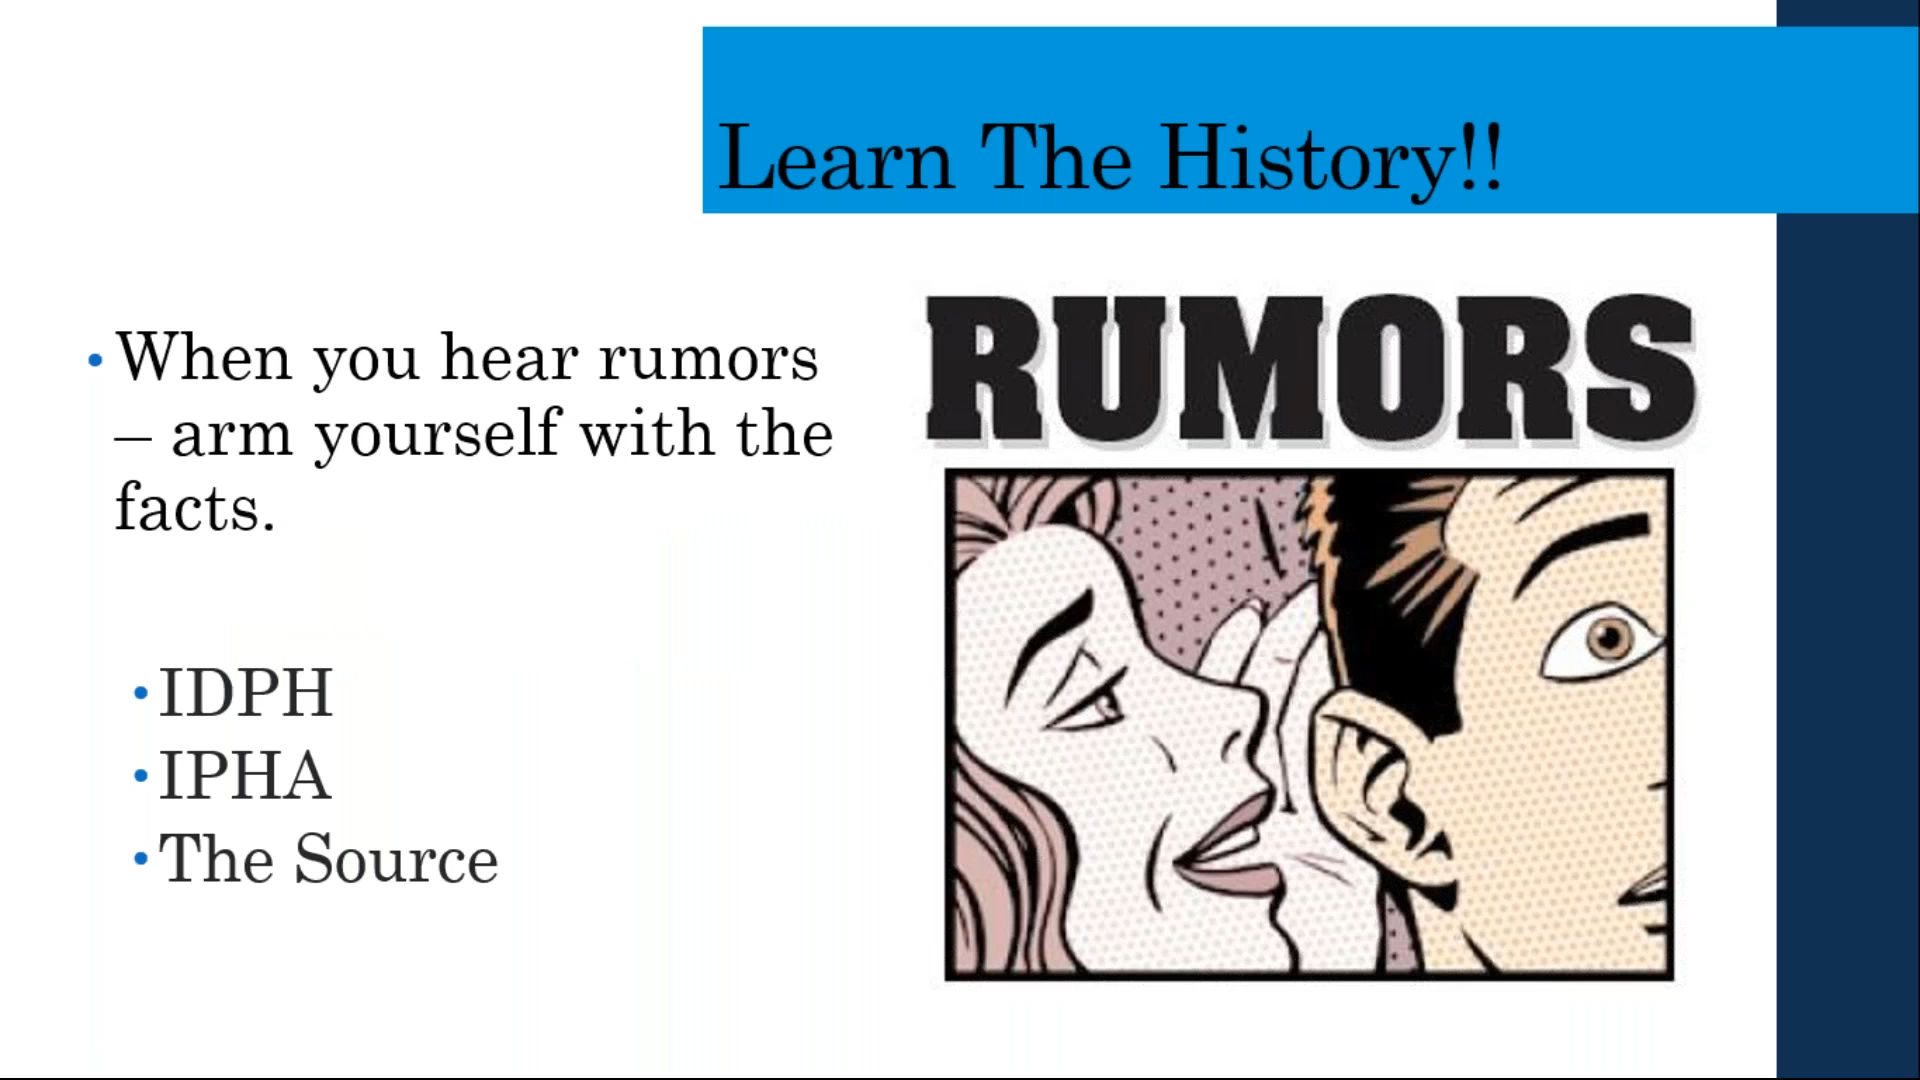 Learn The History!!
• When you hear rumors
– arm yourself with the
facts.
• IDPH
• IPHA
• The Source
RUMORS